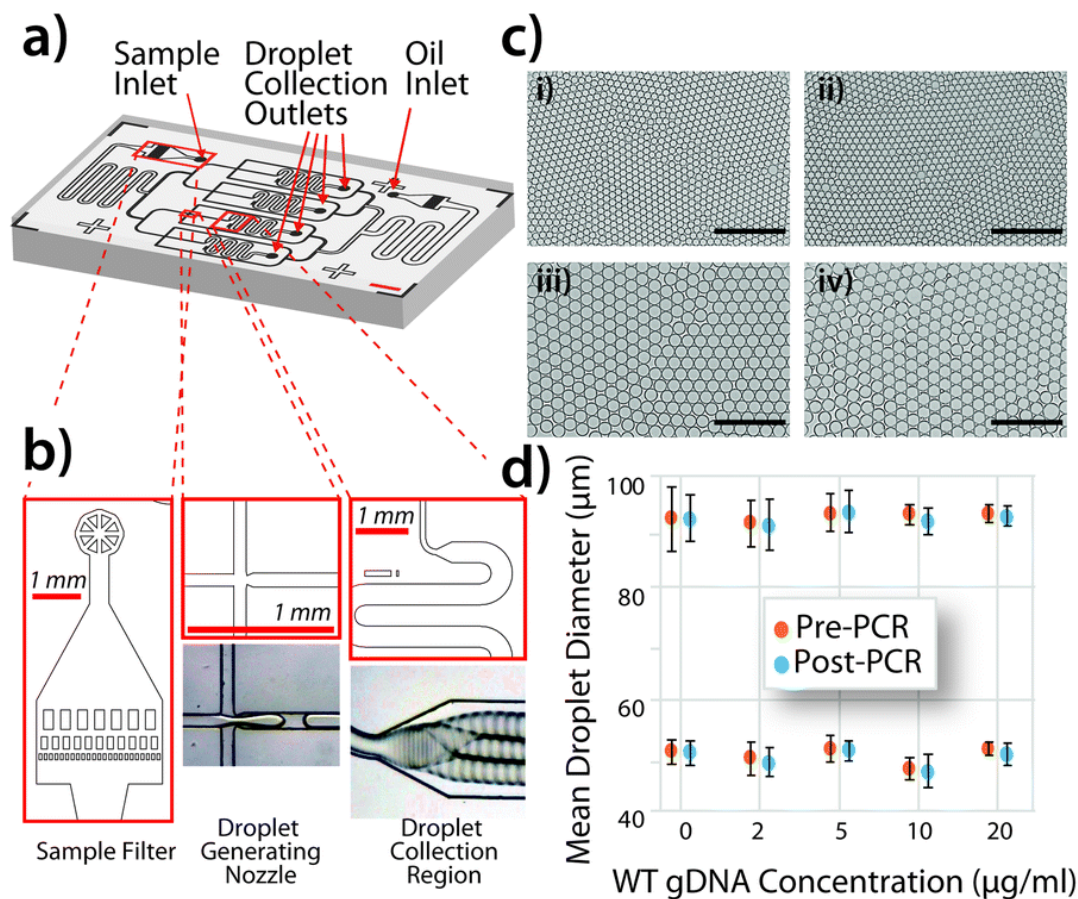 a)
Sample
Inlet
Droplet
Collection
Outlets
Oil
Inlet
b)
1 mm
1 mm
1 mm
Sample Filter
Droplet
Generating
Nozzle
Droplet
Collection
Region
c)
i)
ii)
iii)
iv)
d)
Mean Droplet Diameter (μm)
100
80
60
40
Pre-PCR
Post-PCR
0 2 5 10 20
WT gDNA Concentration (μg/ml)